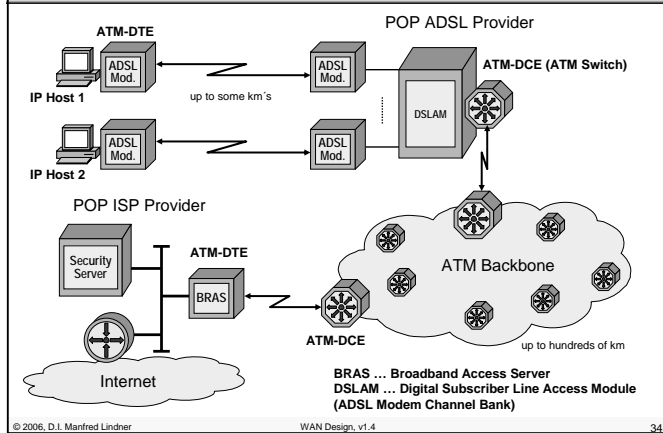 POP ADSL Provider
ATM-DTE
ADSL
Mod.
ADSL
Mod.
ATM-DCE (ATM Switch)
IP Host 1
up to some km´s
DSLAM
ADSL
Mod.
ADSL
Mod.
IP Host 2
POP ISP Provider
Security
Server
ATM-DTE
BRAS
ATM Backbone
ATM-DCE
up to hundreds of km
Internet
BRAS ... Broadband Access Server
DSLAM ... Digital Subscriber Line Access Module
(ADSL Modem Channel Bank)
© 2006, D.I. Manfred Lindner
WAN Design, v1.4
34